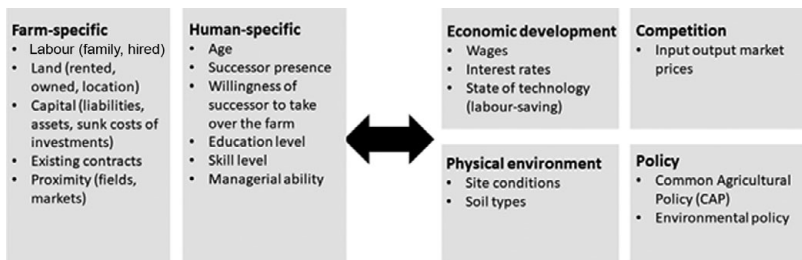 Farm-specific
• Labour (family, hired)
• Land (rented,
owned, location)
• Capital (liabilities,
assets, sunk costs of
investments)
• Existing contracts
• Proximity (fields,
markets)
Human-specific
• Age
• Successor presence
• Willingness of
successor to take
over the farm
• Education level
• Skill level
• Managerial ability
Economic development
• Wages
• Interest rates
• State of technology
(labour-saving)
Competition
• Input output market
prices
Physical environment
• Site conditions
• Soil types
Policy
• Common Agricultural
Policy (CAP)
• Environmental policy